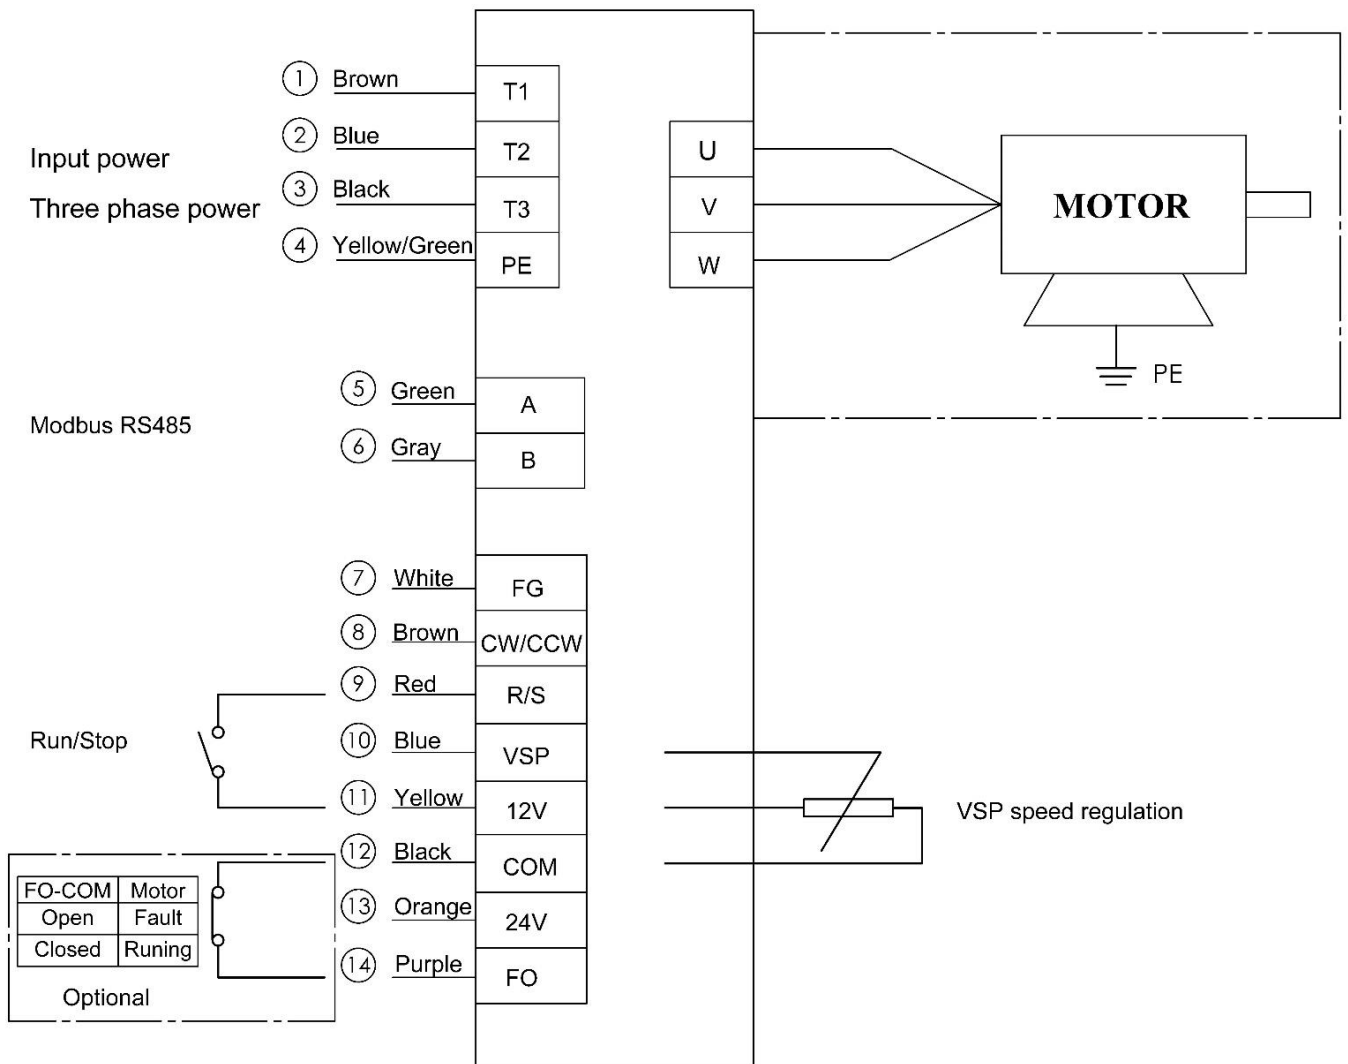 1 Brown T1
2 Blue T2 U
Input power
3 Black T3 V MOTOR
Three phase power
4 Yellow/Green PE W
PE
5 Green A
Modbus RS485
6 Gray B
7 White FG
8 Brown CW/CCW
9 Red R/S
Run/Stop 10 Blue VSP
11 Yellow 12V VSP speed regulation
12 Black COM
FO-COM Motor
13 Orange 24V
Open Fault
Closed Runing
14 Purple FO
Optional